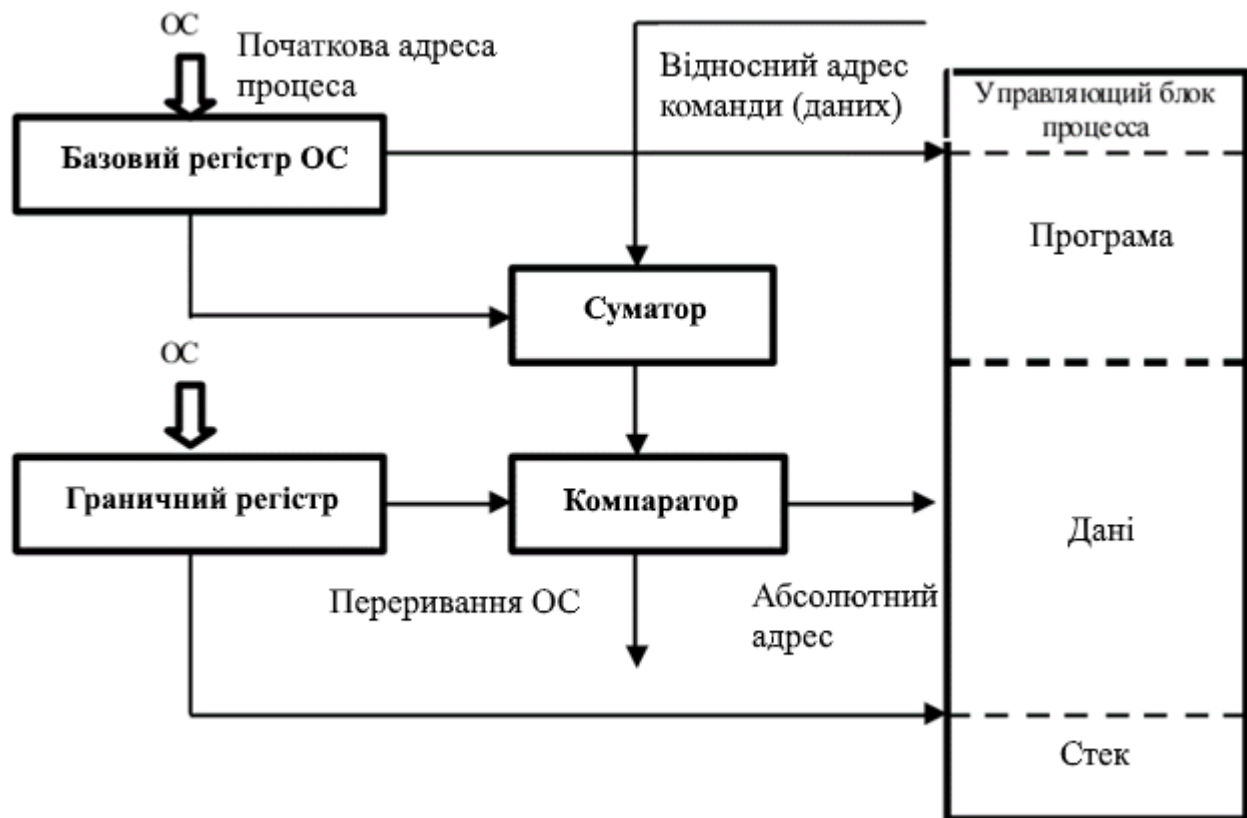 ОС
Початкова адреса
процеса
Відносний адрес
команди (даних)
Управляющий блок
процесса
Базовий регістр ОС
Програма
Суматор
ОС
Граничний регістр
Компаратор
Дані
Переривання ОС
Абсолютний
адрес
Стек